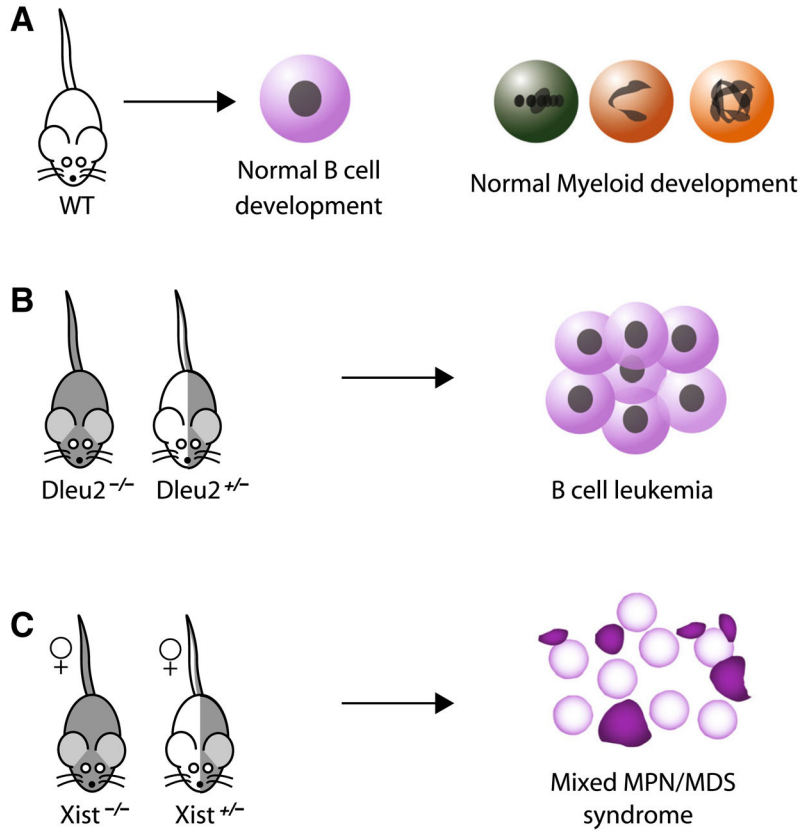 A
WT
Normal B cell
development
Normal Myeloid development
B
Dleu2 -/-
Dleu2 +/-
B cell leukemia
C
♀
♀
Xist -/-
Xist +/-
Mixed MPN/MDS
syndrome